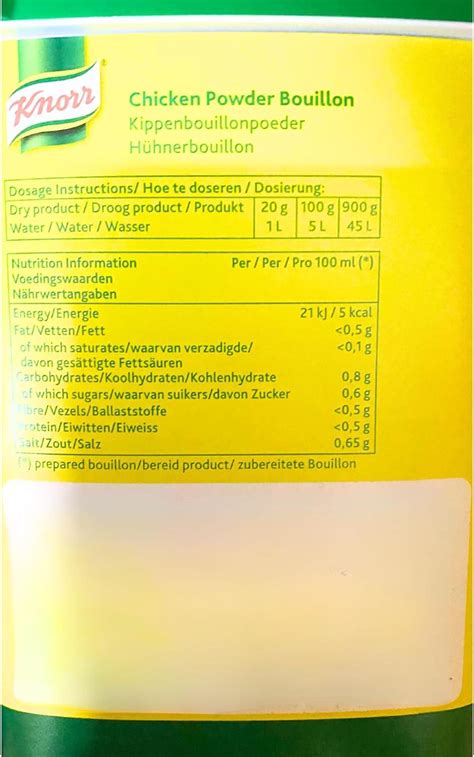 Knorr
Chicken Powder Bouillon
Kippenbouillonpoeder
Hühnerbouillon
Dosage Instructions/ Hoe te doseren / Dosierung:
Dry product / Droog product / Produkt 20 g 100 g 900 g
Water / Water / Wasser 1 L 5 L 45 L
Nutrition Information Per / Per / Pro 100 ml (*)
Voedingswaarden
Nährwertangaben
Energy/Energie 21 kJ / 5 kcal
Fat/Vetten/Fett <0,5 g
of which saturates/waarvan verzadigde/ <0,1 g
davon gesättigte Fettsäuren
Carbohydrates/Koolhydraten/Kohlenhydrate 0,8 g
of which sugars/waarvan suikers/davon Zucker 0,6 g
Fibre/Vezels/Ballaststoffe <0,5 g
Protein/Eiwitten/Eiweiss <0,5 g
Salt/Zout/Salz 0,65 g
(*) prepared bouillon/bereid product/ zubereitete Bouillon